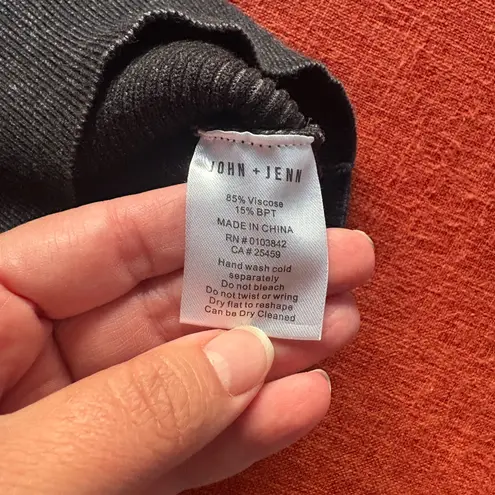 JOHN + JENN
85% Viscose
15% BPT
MADE IN CHINA
RN # 0103842
CA # 25459
Hand wash cold
separately
Do not bleach
Do not twist or wring
Dry flat to reshape
Can be Dry Cleaned